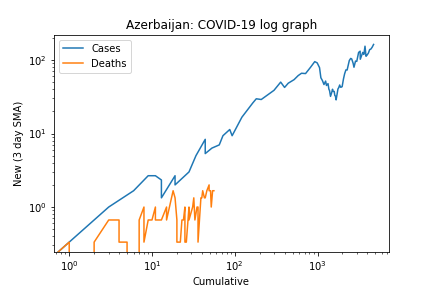 Azerbaijan: COVID-19 log graph
Cases
Deaths
New (3 day SMA)
10²
10¹
10⁰
10⁰ 10¹ 10² 10³
Cumulative